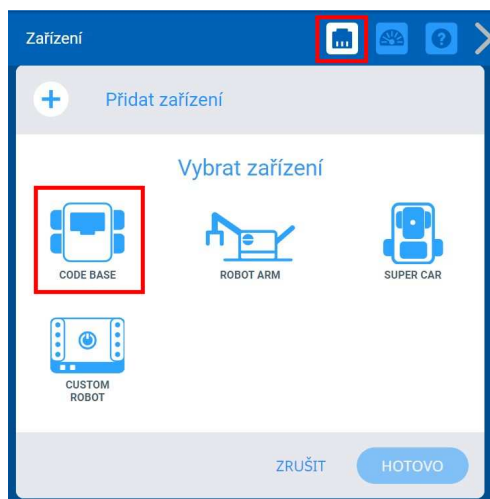 Zařízení
Přidat zařízení
Vybrat zařízení
CODE BASE
ROBOT ARM
SUPER CAR
CUSTOM
ROBOT
ZRUŠIT
HOTOVO